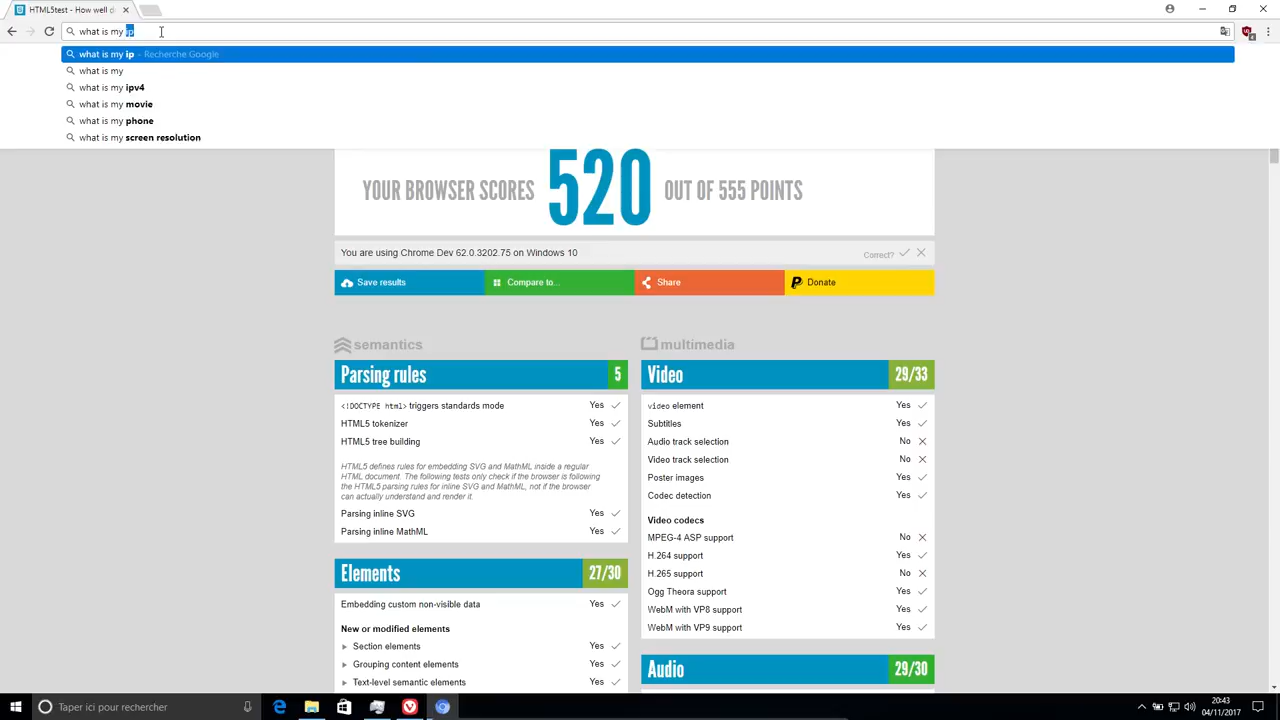 HTML5test - How well d
what is my ip
what is my ip - Recherche Google
what is my
what is my ipv4
what is my movie
what is my phone
what is my screen resolution
YOUR BROWSER SCORES 520 OUT OF 555 POINTS
You are using Chrome Dev 62.0.3202.75 on Windows 10
Correct?
Save results
Compare to...
Share
Donate
semantics
Parsing rules 5
<!DOCTYPE html> triggers standards mode Yes
HTML5 tokenizer Yes
HTML5 tree building Yes
HTML5 defines rules for embedding SVG and MathML inside a regular
HTML document. The following tests only check if the browser is following
the HTML5 parsing rules for inline SVG and MathML, not if the browser
can actually understand and render it.
Parsing inline SVG Yes
Parsing inline MathML Yes
Elements 27/30
Embedding custom non-visible data Yes
New or modified elements
Section elements Yes
Grouping content elements Yes
Text-level semantic elements Yes
multimedia
Video 29/33
video element Yes
Subtitles Yes
Audio track selection No
Video track selection No
Poster images Yes
Codec detection Yes
Video codecs
MPEG-4 ASP support No
H.264 support Yes
H.265 support No
Ogg Theora support Yes
WebM with VP8 support Yes
WebM with VP9 support Yes
Audio 29/30
Taper ici pour rechercher
20:43
04/11/2017